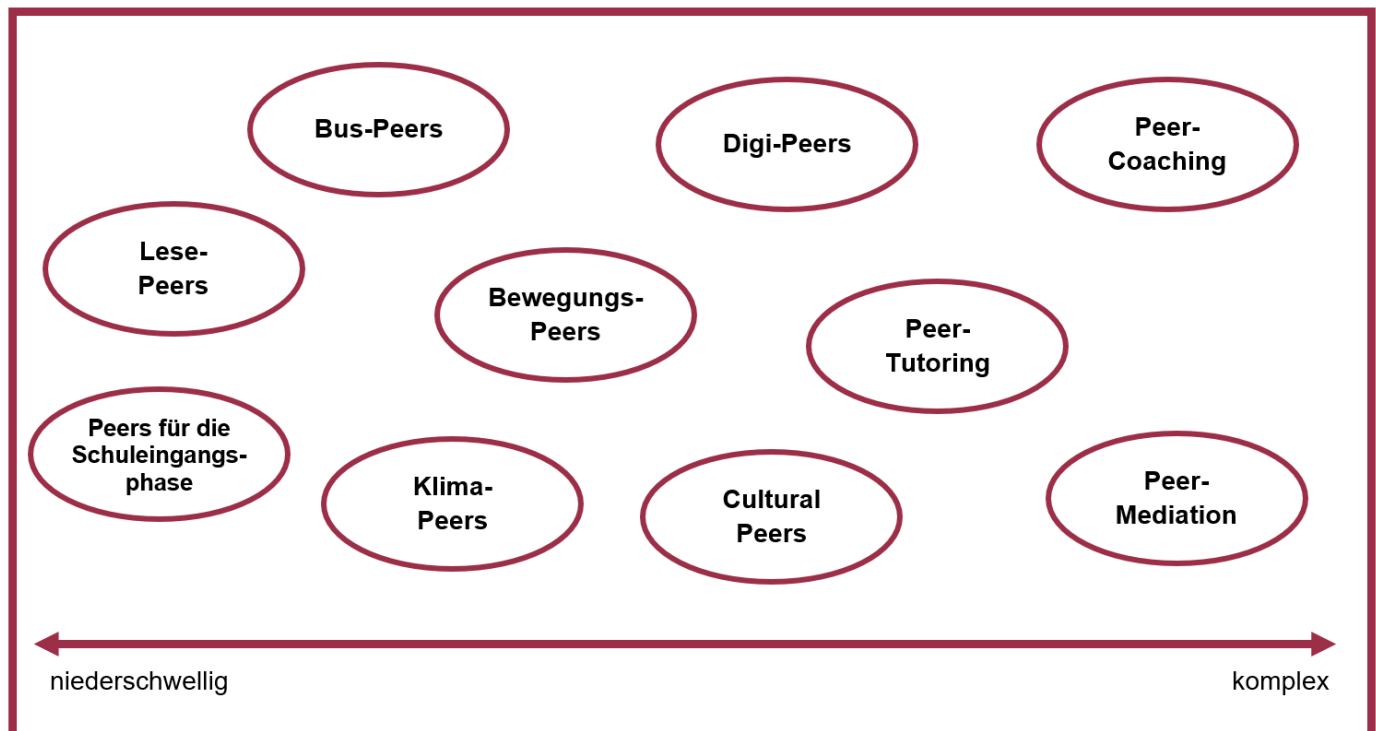 Bus-Peers
Digi-Peers
Peer-
Coaching
Lese-
Peers
Bewegungs-
Peers
Peer-
Tutoring
Peers für die
Schuleingangs-
phase
Klima-
Peers
Cultural
Peers
Peer-
Mediation
niederschwellig
komplex